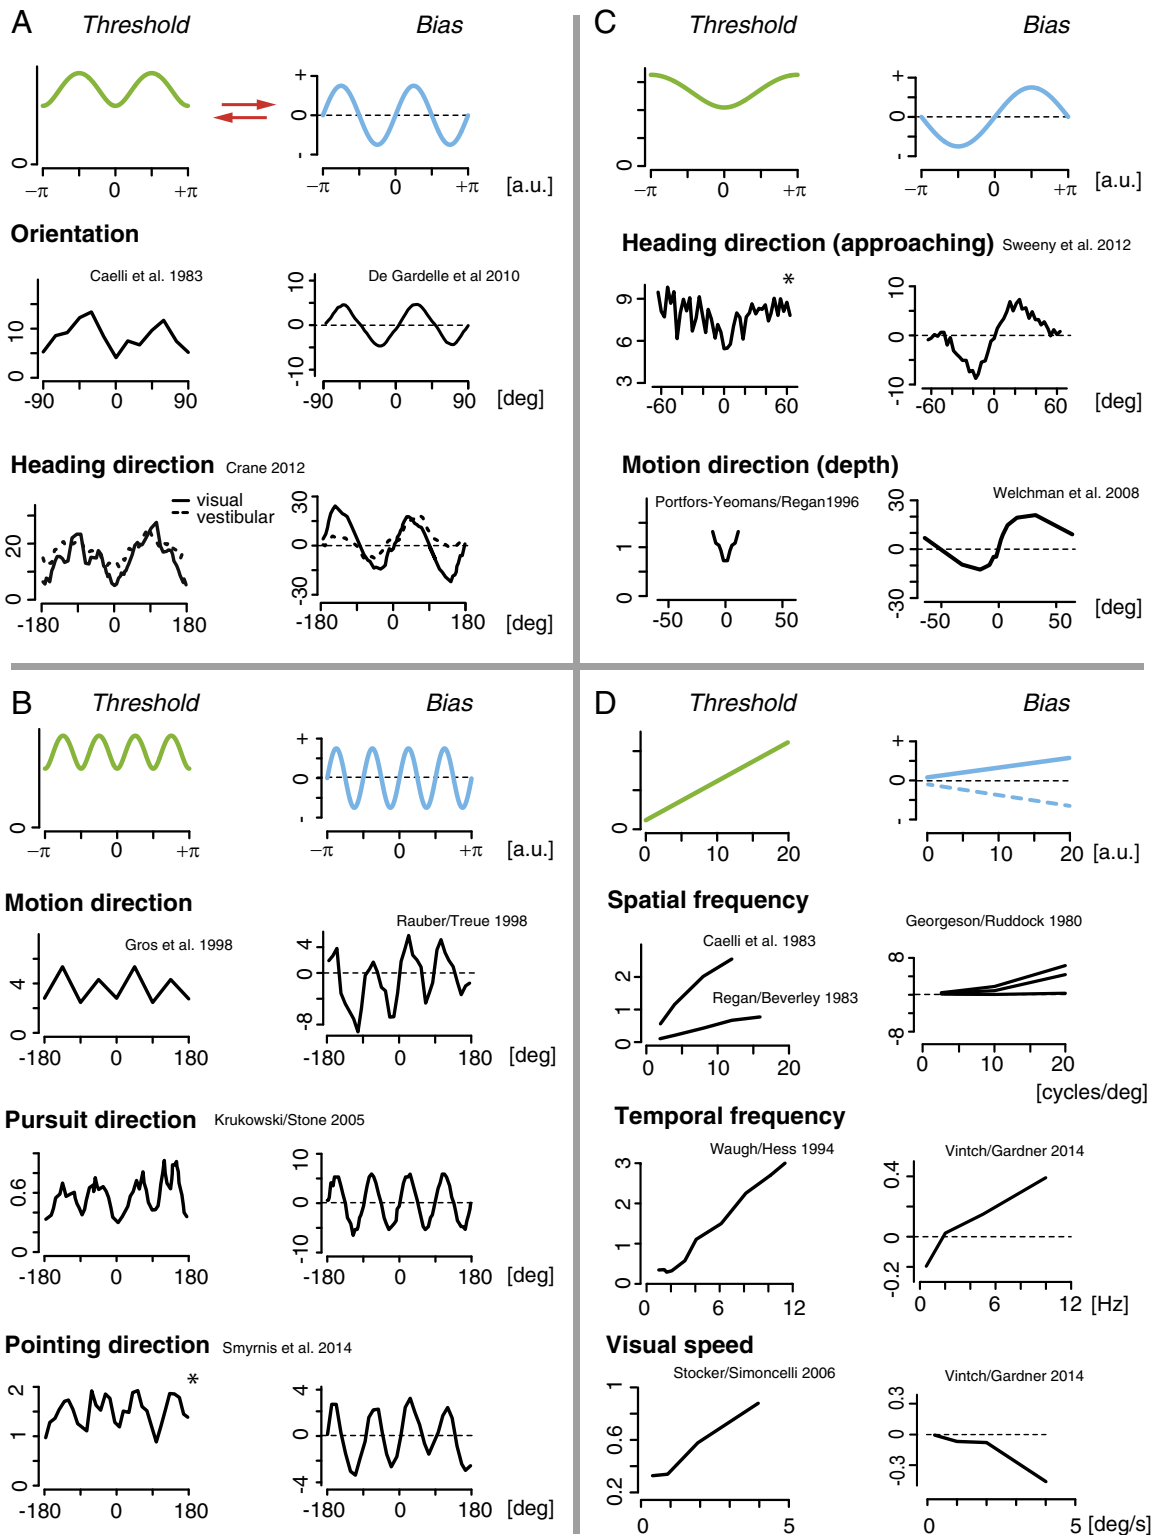 A
Threshold
Bias
0
−π 0 +π
+
0
-
−π 0 +π
[a.u.]
Orientation
Caelli et al. 1983
0 10
-90 0 90
De Gardelle et al 2010
-10 0 10
-90 0 90
[deg]
Heading direction Crane 2012
visual
vestibular
0 20
-180 0 180
-30 0 30
-180 0 180
[deg]
B
Threshold
Bias
0
−π 0 +π
+
0
-
−π 0 +π
[a.u.]
Motion direction
Gros et al. 1998
0 4
-180 0 180
Rauber/Treue 1998
-8 0 4
-180 0 180
[deg]
Pursuit direction Krukowski/Stone 2005
0 0.6
-180 0 180
-10 0 10
-180 0 180
[deg]
Pointing direction Smyrnis et al. 2014
*
0 1 2
-180 0 180
-4 0 4
-180 0 180
[deg]
C
Threshold
Bias
0
−π 0 +π
+
0
-
−π 0 +π
[a.u.]
Heading direction (approaching) Sweeny et al. 2012
*
3 6 9
-60 0 60
-10 0 10
-60 0 60
[deg]
Motion direction (depth)
Portfors-Yeomans/Regan1996
0 1
-50 0 50
Welchman et al. 2008
-30 0 30
-50 0
[deg]
D
Threshold
Bias
0
0 10 20
+
0
-
0 20
[a.u.]
Spatial frequency
Caelli et al. 1983
Regan/Beverley 1983
0 1 2
0 10 20
Georgeson/Ruddock 1980
-8 8
0 10 20
[cycles/deg]
Temporal frequency
Waugh/Hess 1994
0 1 2 3
0 6 12
Vintch/Gardner 2014
-0.2 0 0.4
0 6 12 [Hz]
Visual speed
Stocker/Simoncelli 2006
0.2 0.6 1
0 5
Vintch/Gardner 2014
-0.3 0 0.3
0 5 [deg/s]